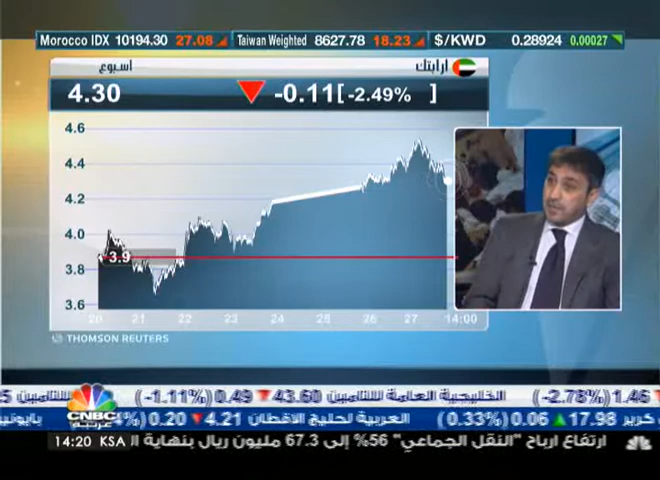 Morocco IDX 10194.30 27.08 Taiwan Weighted 8627.78 18.23 $/KWD 0.28924 0.00027
اسبوع ارابتك
4.30 -0.11[ -2.49% ]
4.6
4.4
4.2
4.0
3.9
3.8
3.6
20 21 22 23 24 25 26 27 14:00
THOMSON REUTERS
(-2.78%) 1.46 الخليجية العامة للتامين 43.60 0.49 (-1.11%) للتامين
كرير 17.98 0.06 (0.33%) العربية لحليج الاقطان 4.21 0.20
CNBC
عربية
14:20 KSA ارتفاع ارباح "النقل الجماعي" 56% إلى 67.3 مليون ريال بنهاية